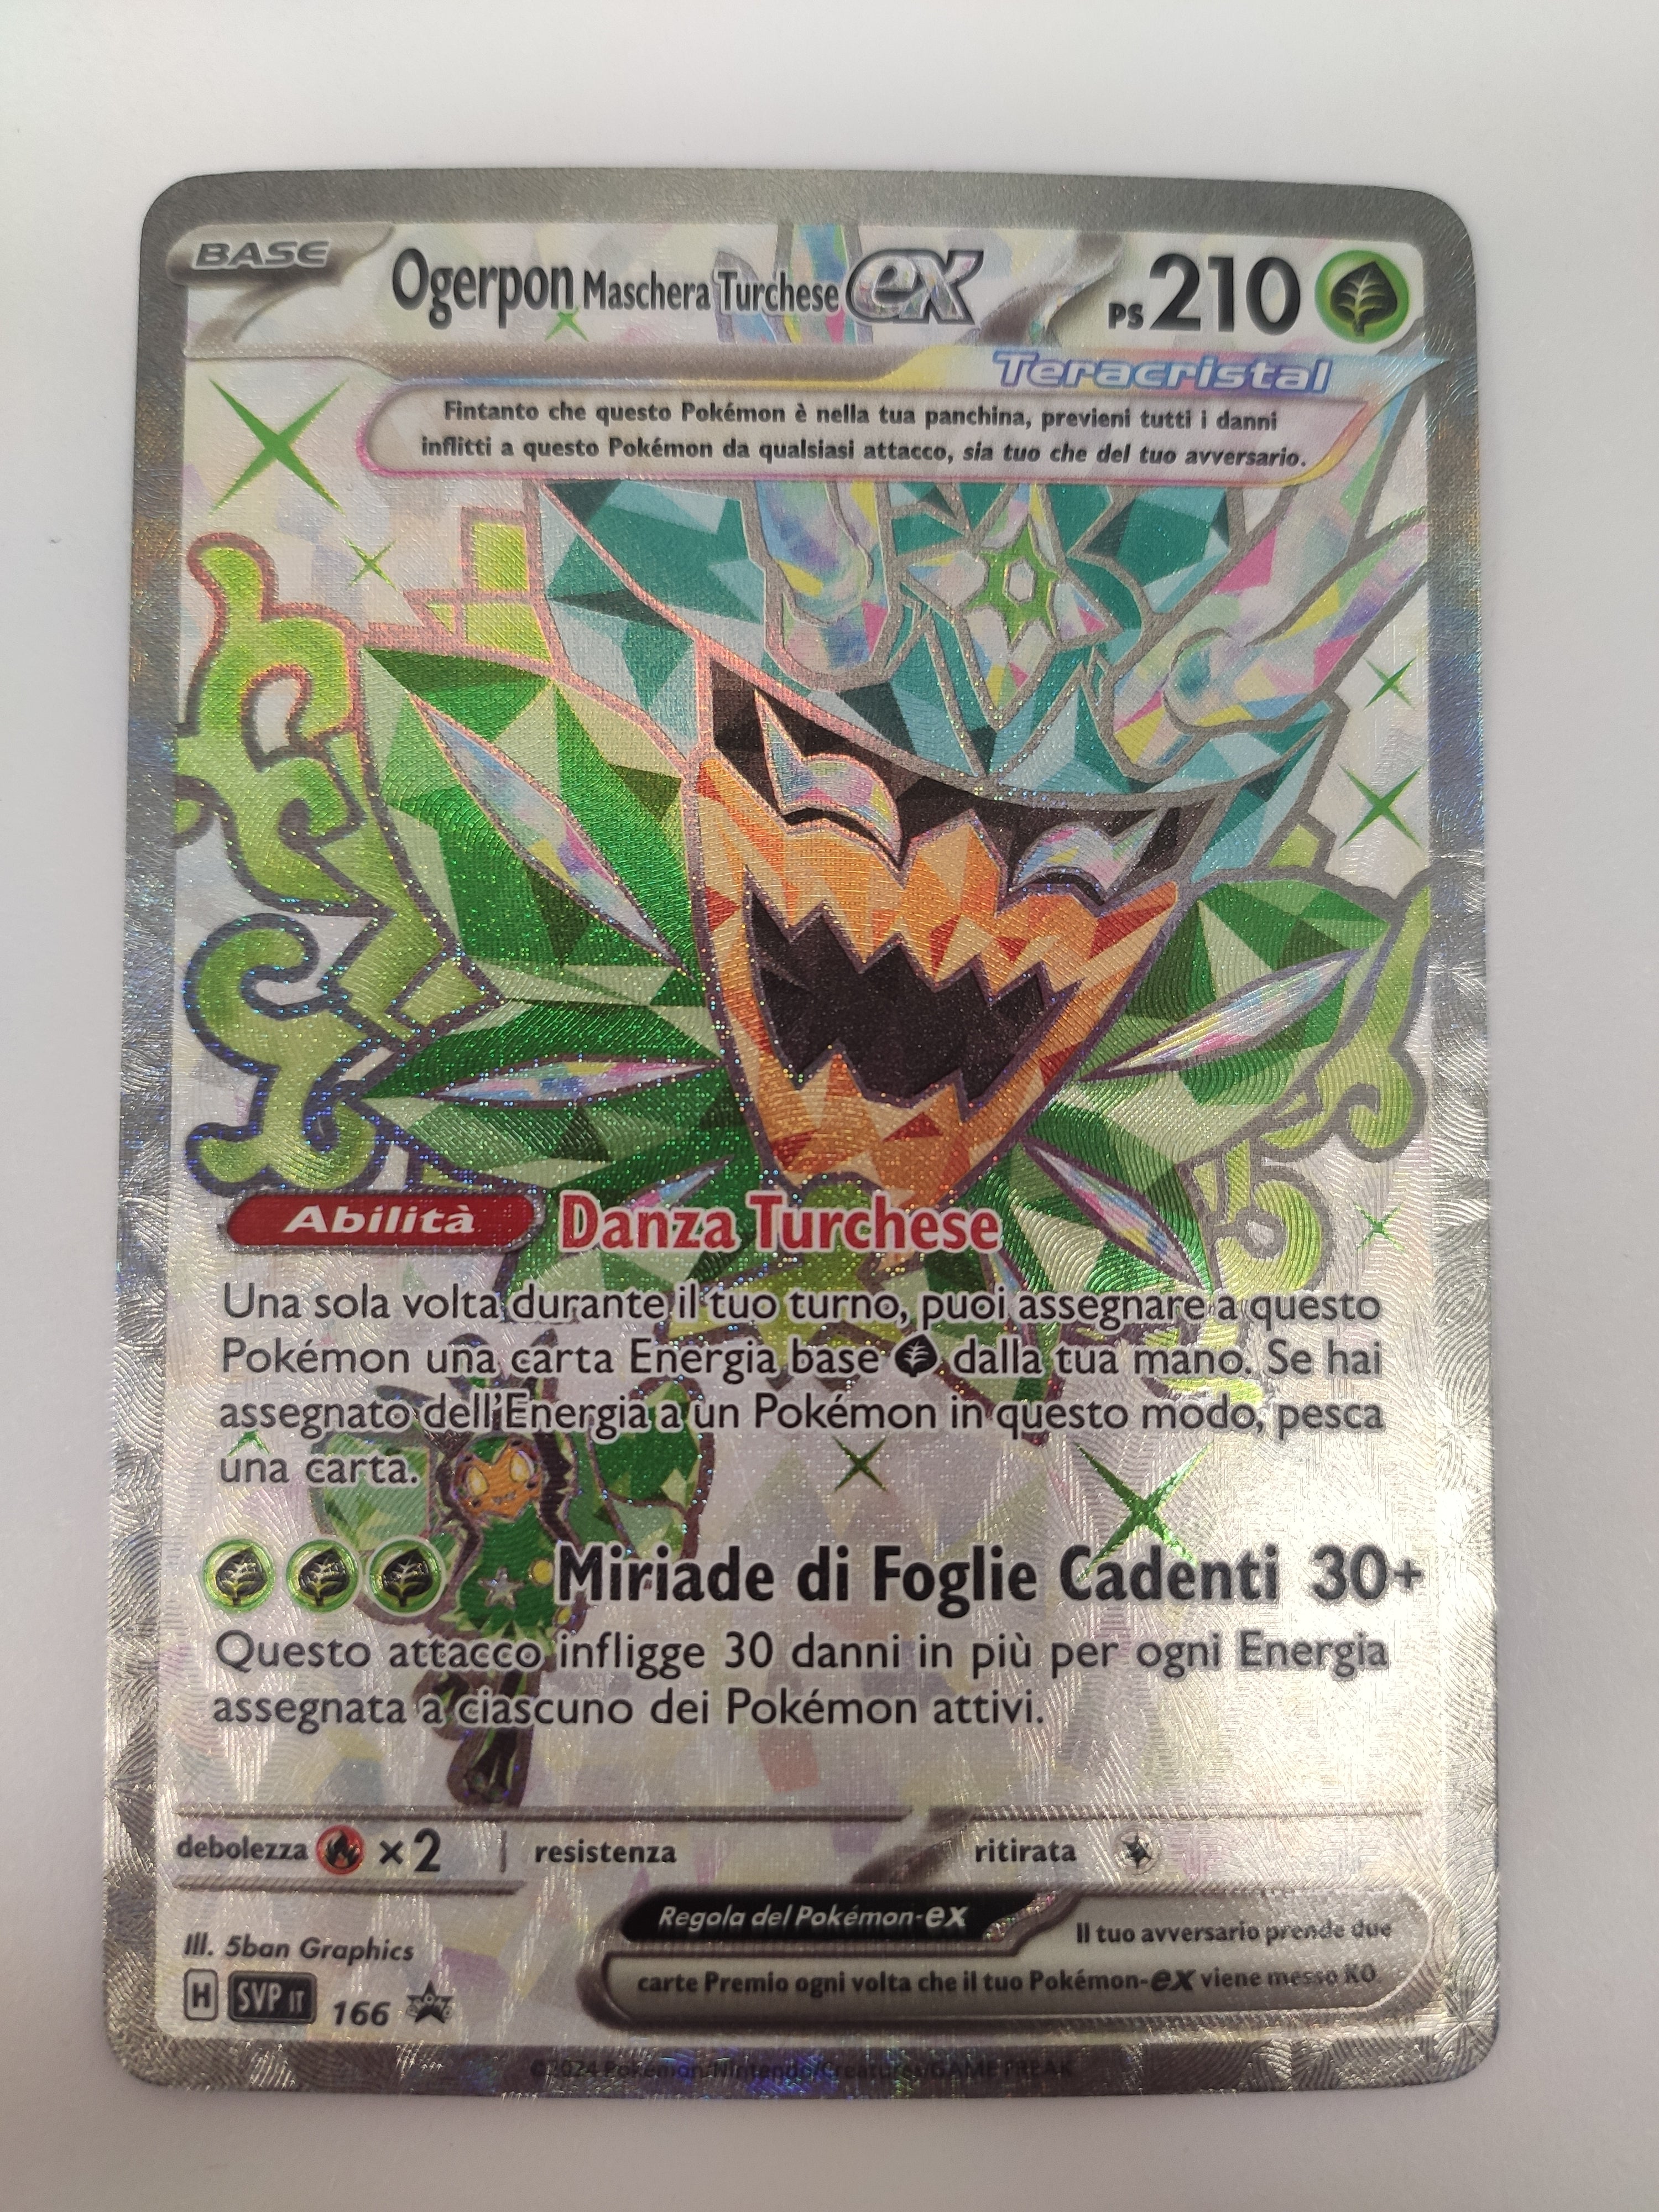 BASE
Ogerpon Maschera Turchese ex
PS 210
Teracristal
Fintanto che questo Pokémon è nella tua panchina, previeni tutti i danni
inflitti a questo Pokémon da qualsiasi attacco, sia tuo che del tuo avversario.
Abilità Danza Turchese
Una sola volta durante il tuo turno, puoi assegnare a questo
Pokémon una carta Energia base dalla tua mano. Se hai
assegnato dell'Energia a un Pokémon in questo modo, pesca
una carta.
Miriade di Foglie Cadenti 30+
Questo attacco infligge 30 danni in più per ogni Energia
assegnata a ciascuno dei Pokémon attivi.
debolezza ×2 resistenza ritirata
Regola del Pokémon-ex Il tuo avversario prende due
carte Premio ogni volta che il tuo Pokémon-ex viene messo KO.
Ill. 5ban Graphics
H SVP IT 166
©2024 Pokémon/Nintendo/Creatures/GAME FREAK